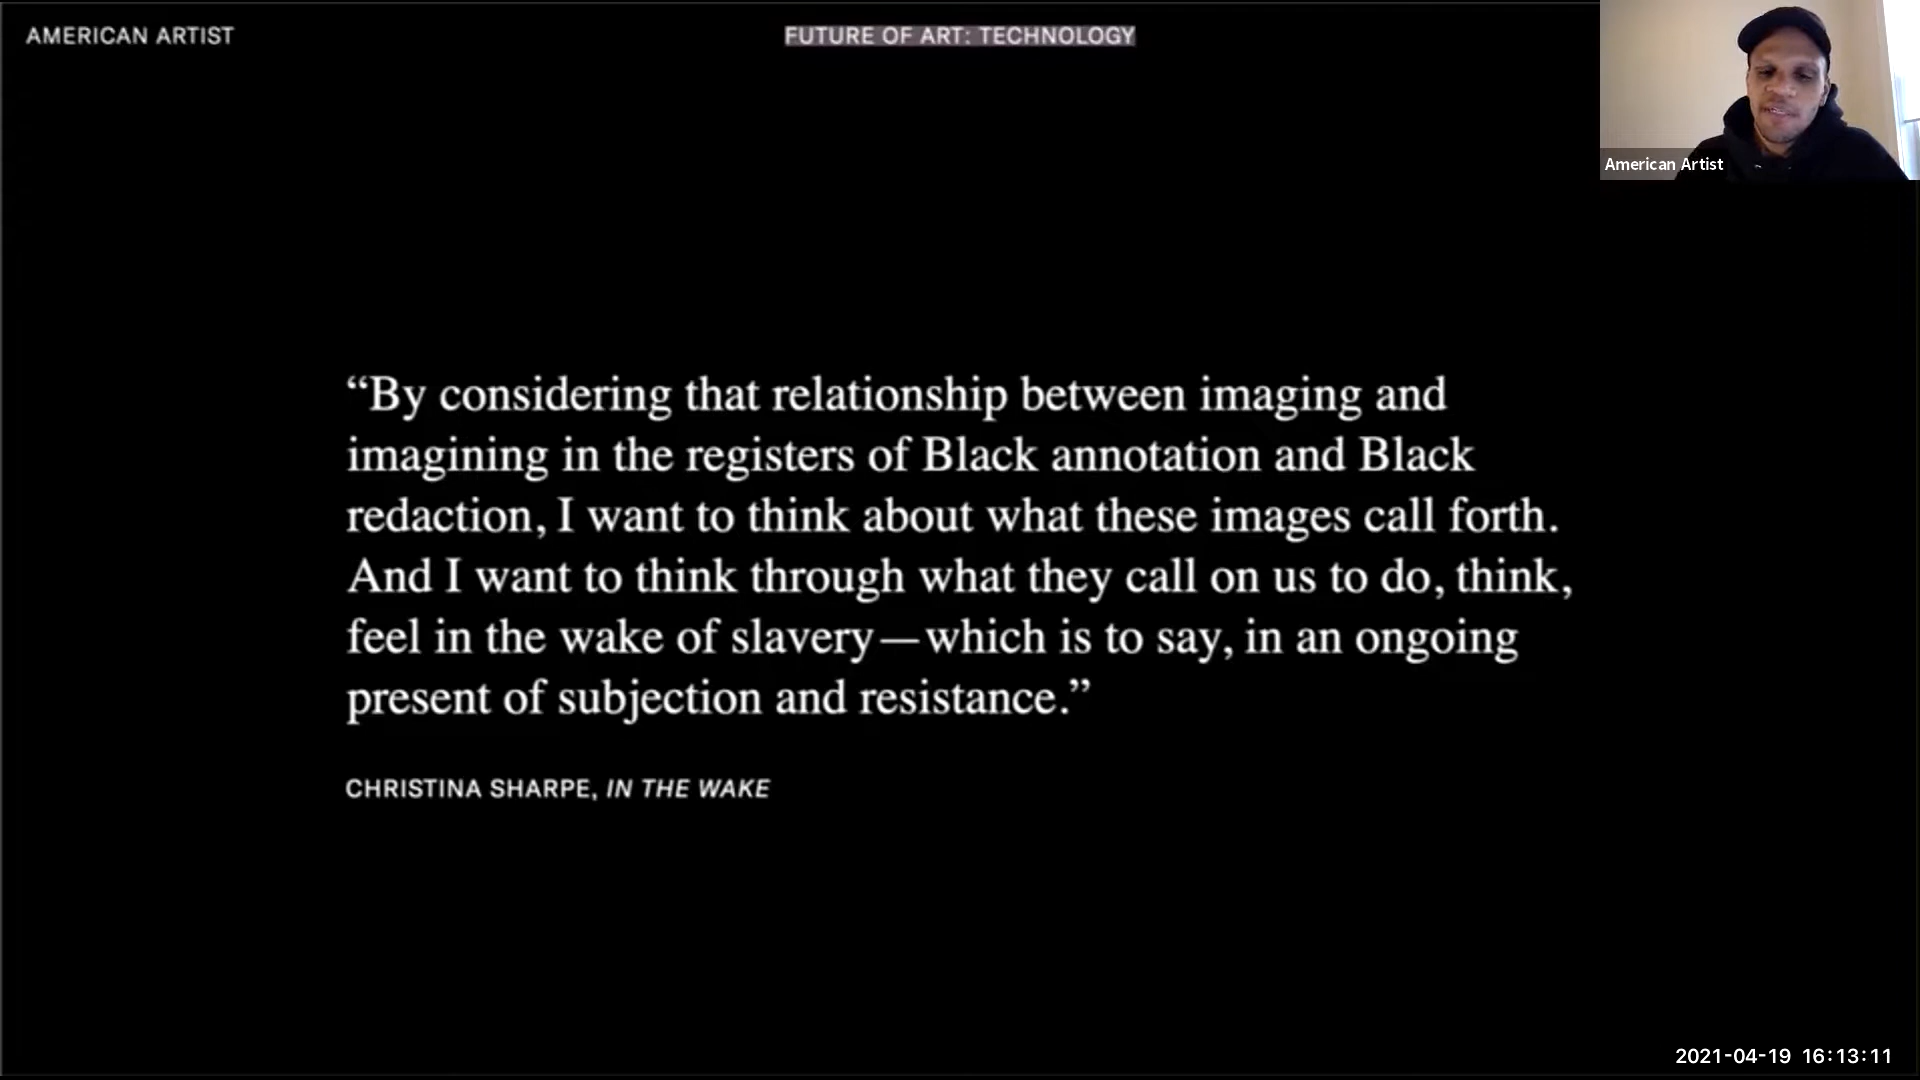 AMERICAN ARTIST
FUTURE OF ART: TECHNOLOGY
American Artist
“By considering that relationship between imaging and
imagining in the registers of Black annotation and Black
redaction, I want to think about what these images call forth.
And I want to think through what they call on us to do, think,
feel in the wake of slavery—which is to say, in an ongoing
present of subjection and resistance.”
CHRISTINA SHARPE, IN THE WAKE
2021-04-19 16:13:11